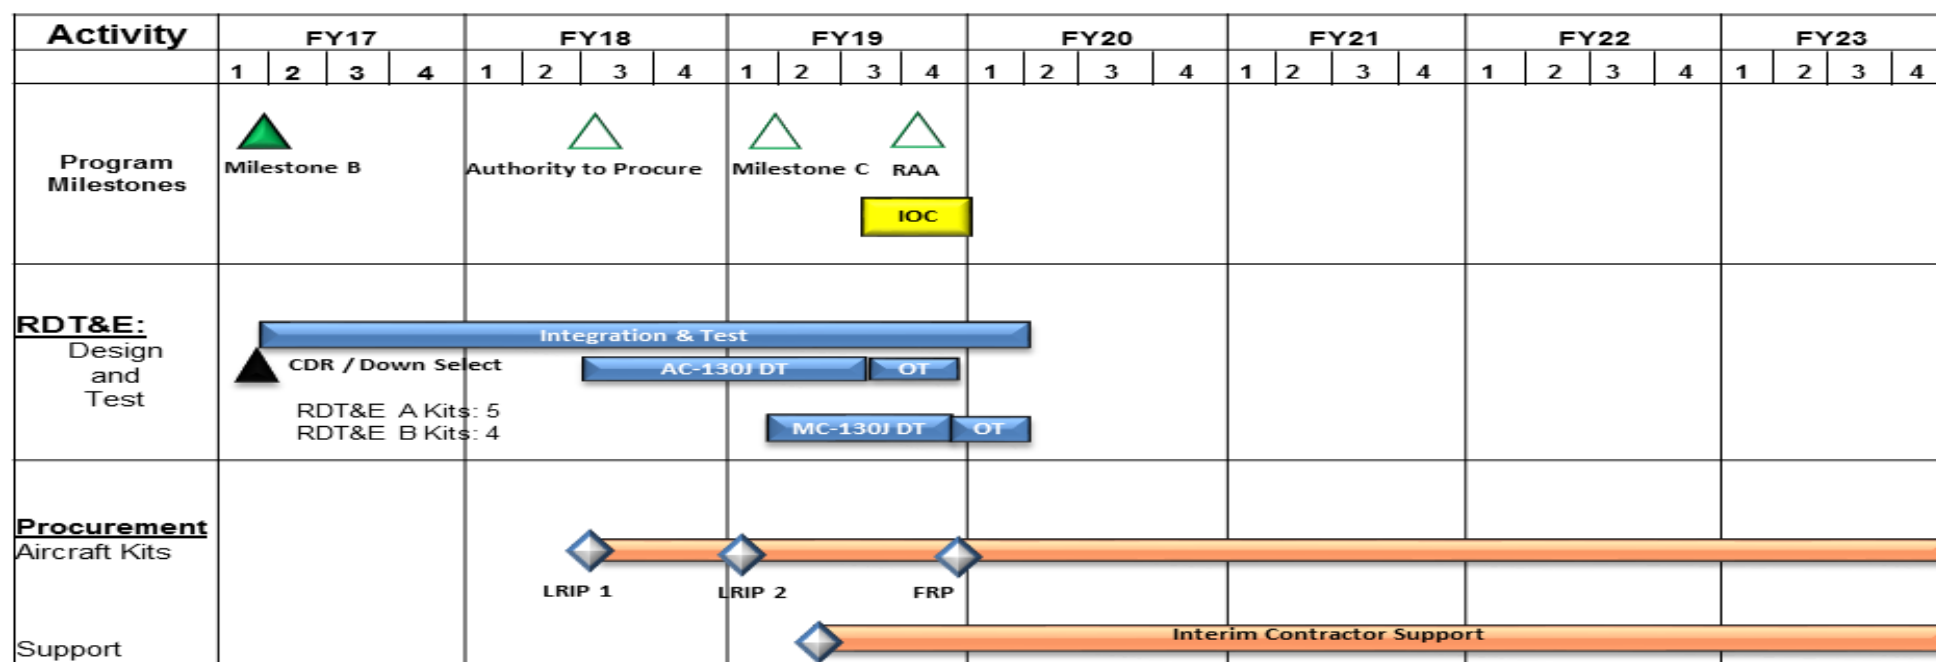 Activity FY17 FY18 FY19 FY20 FY21 FY22 FY23
1 2 3 4 1 2 3 4 1 2 3 4 1 2 3 4 1 2 3 4 1 2 3 4 1 2 3 4
Program
Milestones
Milestone B Authority to Procure Milestone C RAA
IOC
RDT&E:
Design
and
Test
Integration & Test
CDR / Down Select AC-130J DT OT
RDT&E A Kits: 5
RDT&E B Kits: 4
MC-130J DT OT
Procurement
Aircraft Kits
LRIP 1 LRIP 2 FRP
Support Interim Contractor Support